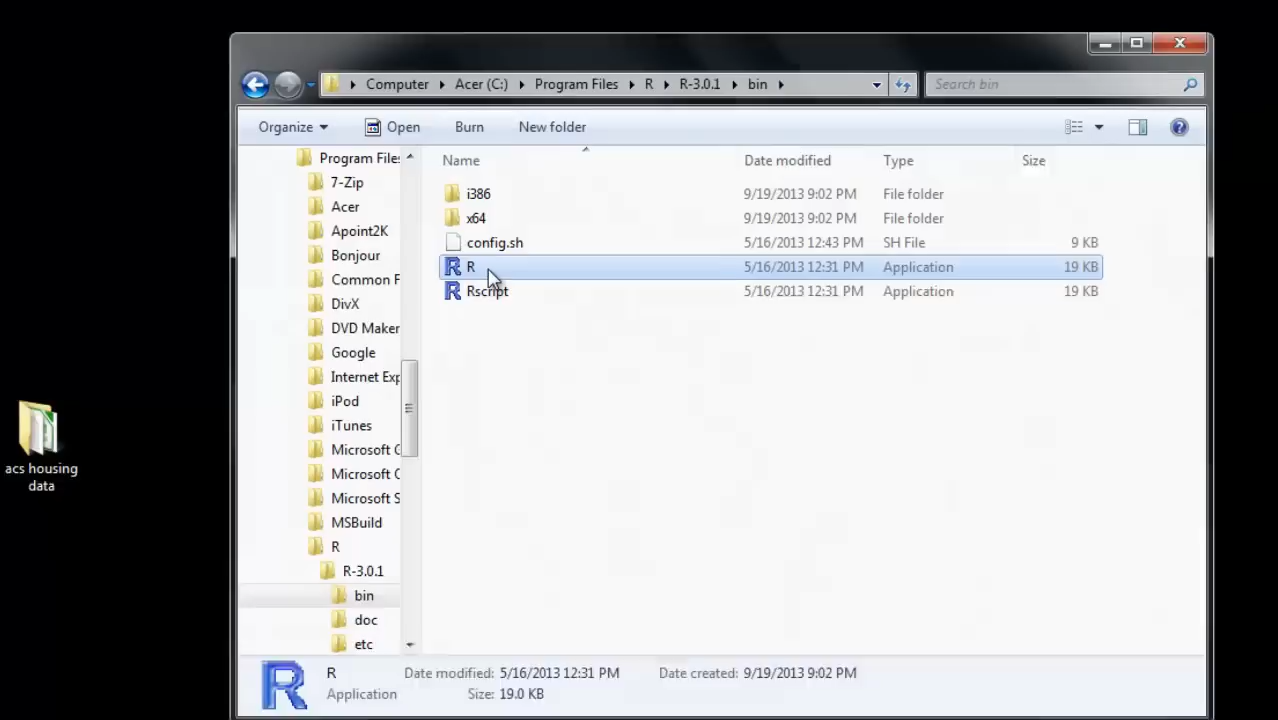 Computer Acer (C:) Program Files R R-3.0.1 bin Search bin
Organize Open Burn New folder
Name Date modified Type Size
i386 9/19/2013 9:02 PM File folder
x64 9/19/2013 9:02 PM File folder
config.sh 5/16/2013 12:43 PM SH File 9 KB
R 5/16/2013 12:31 PM Application 19 KB
Rscript 5/16/2013 12:31 PM Application 19 KB
Program Files
7-Zip
Acer
Apoint2K
Bonjour
Common F
DivX
DVD Maker
Google
Internet Exp
iPod
iTunes
Microsoft
Microsoft
Microsoft S
MSBuild
R
R-3.0.1
bin
doc
etc
acs housing
data
R Date modified: 5/16/2013 12:31 PM Date created: 9/19/2013 9:02 PM
Application Size: 19.0 KB